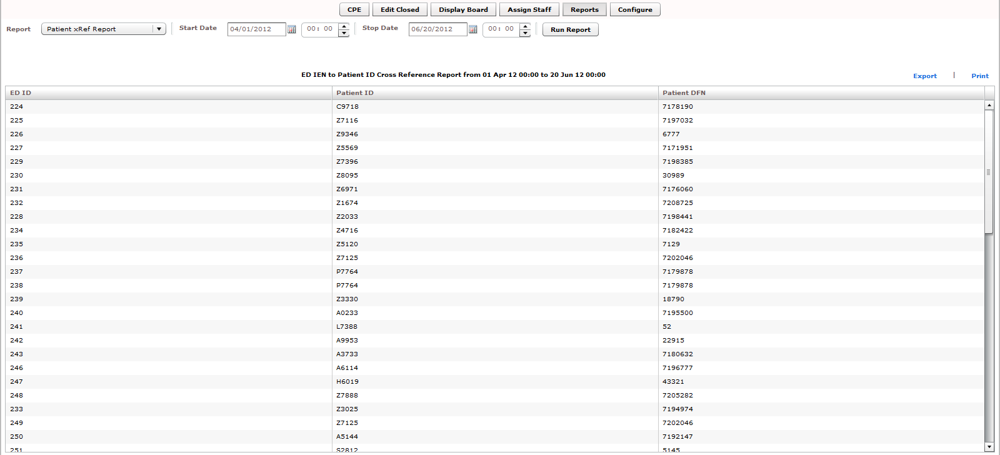 CPE Edit Closed Display Board Assign Staff Reports Configure
Report Patient xRef Report Start Date 04/01/2012 00: 00 Stop Date 06/20/2012 00: 00 Run Report
ED IEN to Patient ID Cross Reference Report from 01 Apr 12 00:00 to 20 Jun 12 00:00
Export | Print
ED ID Patient ID Patient DFN
224 C9718 7178190
225 Z7116 7197032
226 Z9346 6777
227 Z5569 7171951
229 Z7396 7198385
230 Z8095 30989
231 Z6971 7176060
232 Z1674 7208725
228 Z2033 7198441
234 Z4716 7182422
235 Z5120 7129
236 Z7125 7202046
237 P7764 7179878
238 P7764 7179878
239 Z3330 18790
240 A0233 7195500
241 L7388 52
242 A9953 22915
243 A3733 7180632
246 A6114 7196777
247 H6019 43321
248 Z7888 7205282
233 Z3025 7194974
249 Z7125 7202046
250 A5144 7192147
251 S2812 5145